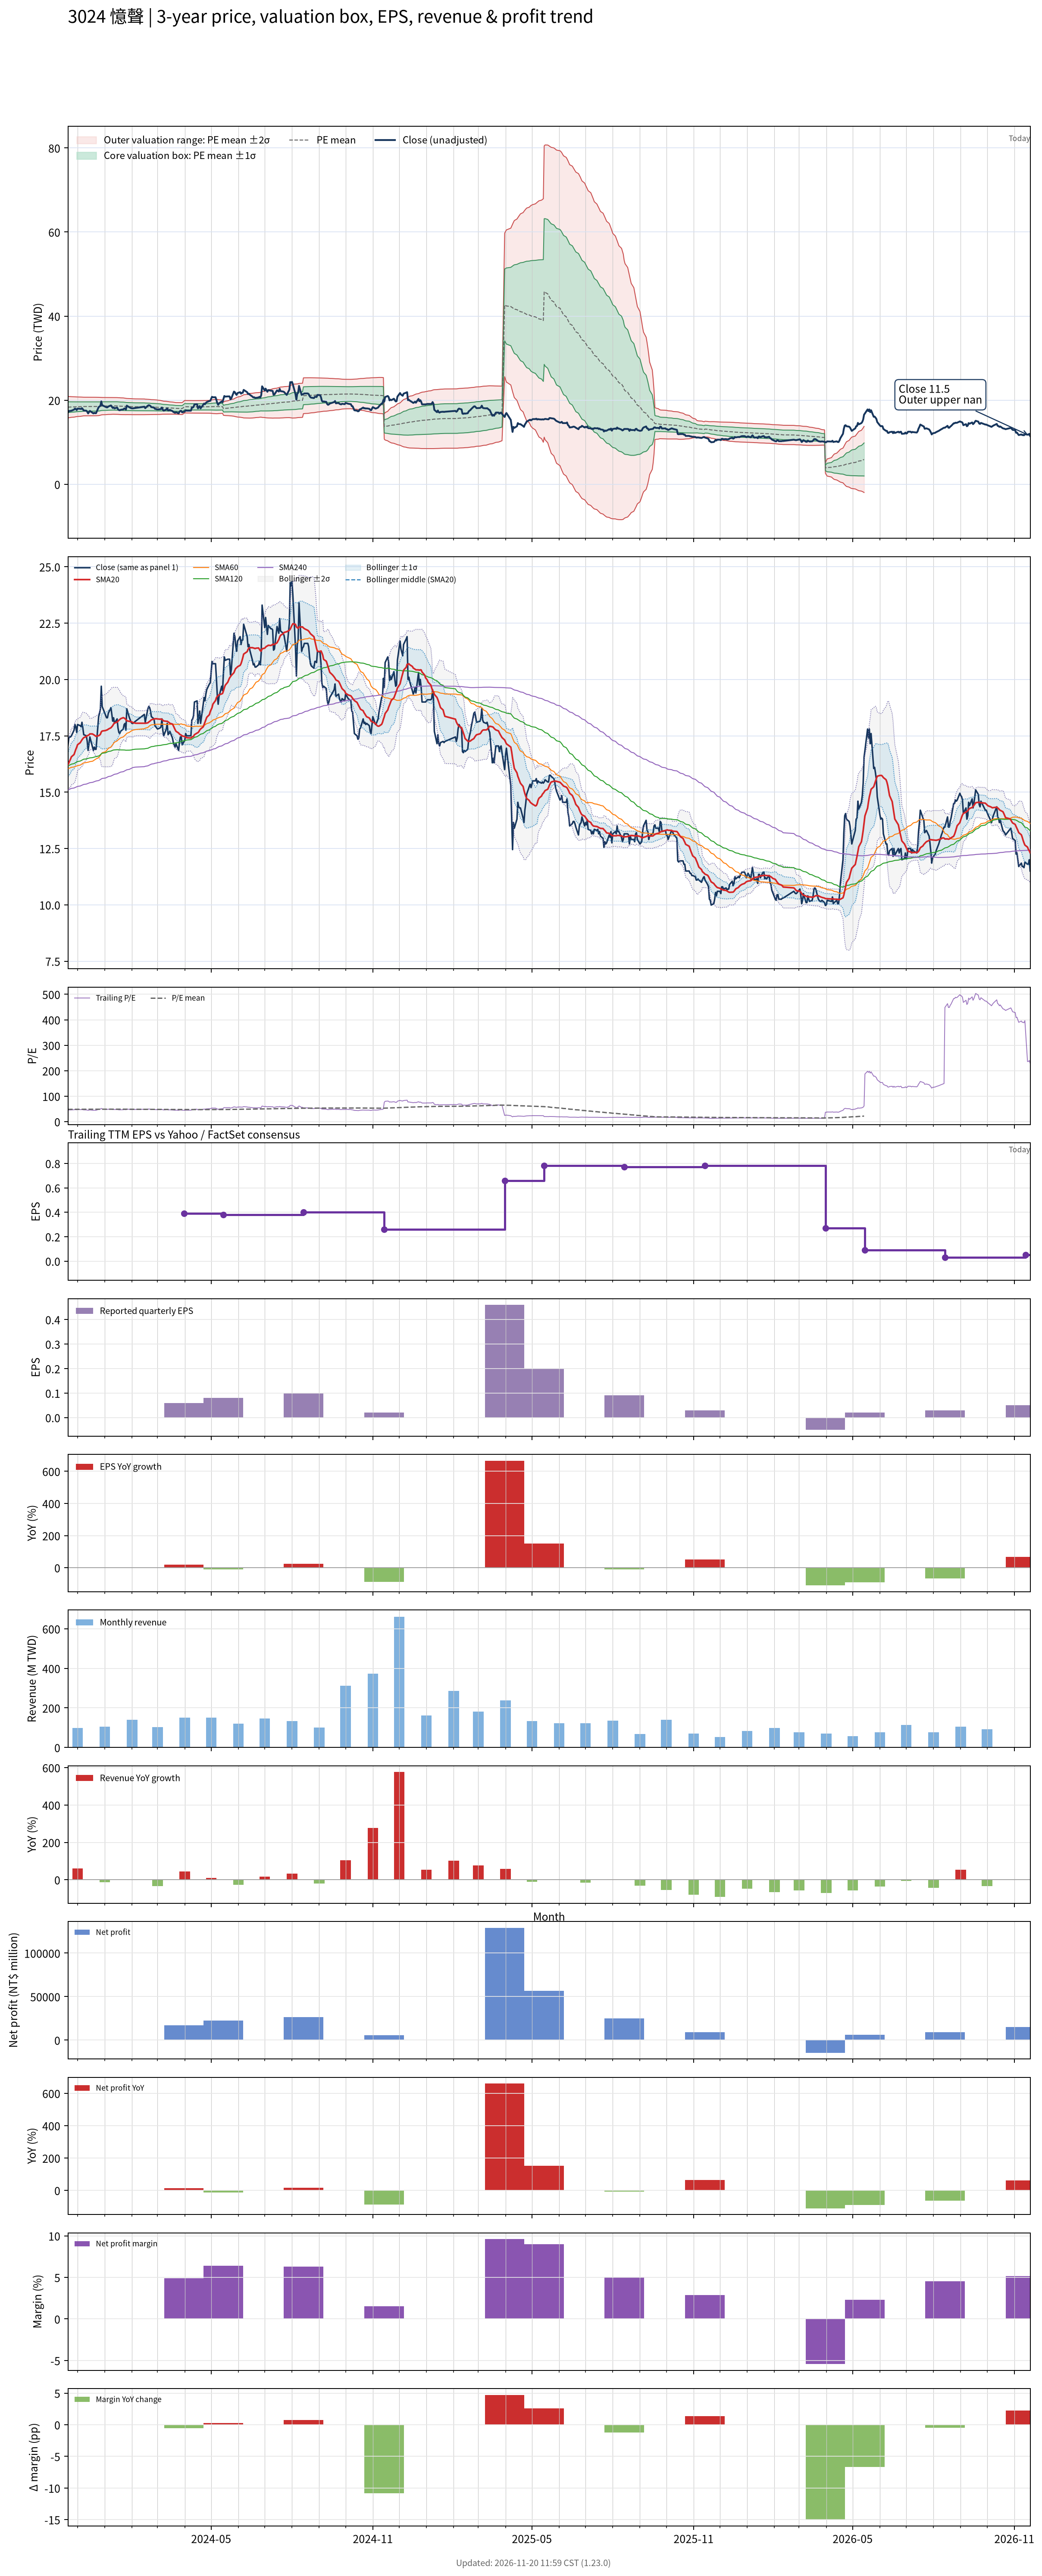 3024 憶聲 | 3-year price, valuation box, EPS, revenue & profit trend
Outer valuation range: PE mean ±2σ
Core valuation box: PE mean ±1σ
PE mean
Close (unadjusted)
Today
80
60
40
20
0
Price (TWD)
Close 11.5
Outer upper nan
Close (same as panel 1)
SMA20
SMA60
SMA120
SMA240
Bollinger ±2σ
Bollinger ±1σ
Bollinger middle (SMA20)
25.0
22.5
20.0
17.5
15.0
12.5
10.0
7.5
Price
Trailing P/E
P/E mean
500
400
300
200
100
0
P/E
Trailing TTM EPS vs Yahoo / FactSet consensus
Today
0.8
0.6
0.4
0.2
0.0
EPS
Reported quarterly EPS
0.4
0.3
0.2
0.1
0.0
EPS
EPS YoY growth
600
400
200
0
YoY (%)
Monthly revenue
600
400
200
0
Revenue (M TWD)
Revenue YoY growth
600
400
200
0
YoY (%)
Month
Net profit
100000
50000
0
Net profit (NT$ million)
Net profit YoY
600
400
200
0
YoY (%)
Net profit margin
10
5
0
-5
Margin (%)
Margin YoY change
5
0
-5
-10
-15
Δ margin (pp)
2024-05
2024-11
2025-05
2025-11
2026-05
2026-11
Updated: 2026-11-20 11:59 CST (1.23.0)